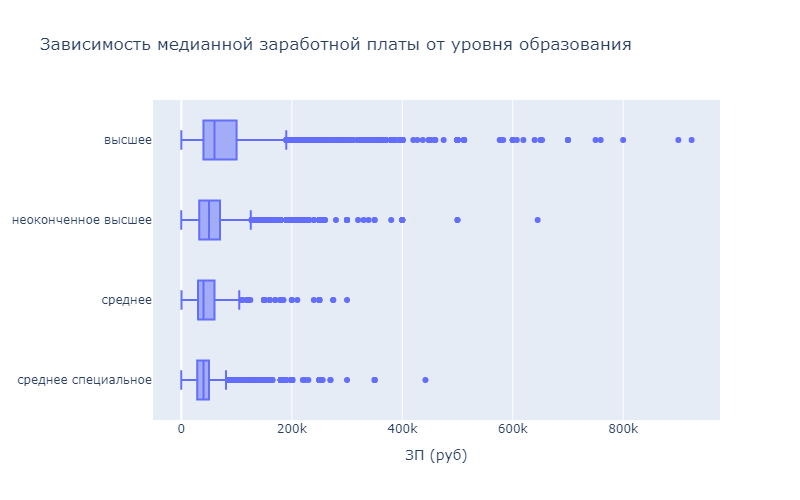 Зависимость медианной заработной платы от уровня образования
высшее
неоконченное высшее
среднее
среднее специальное
0 200k 400k 600k 800k
ЗП (руб)